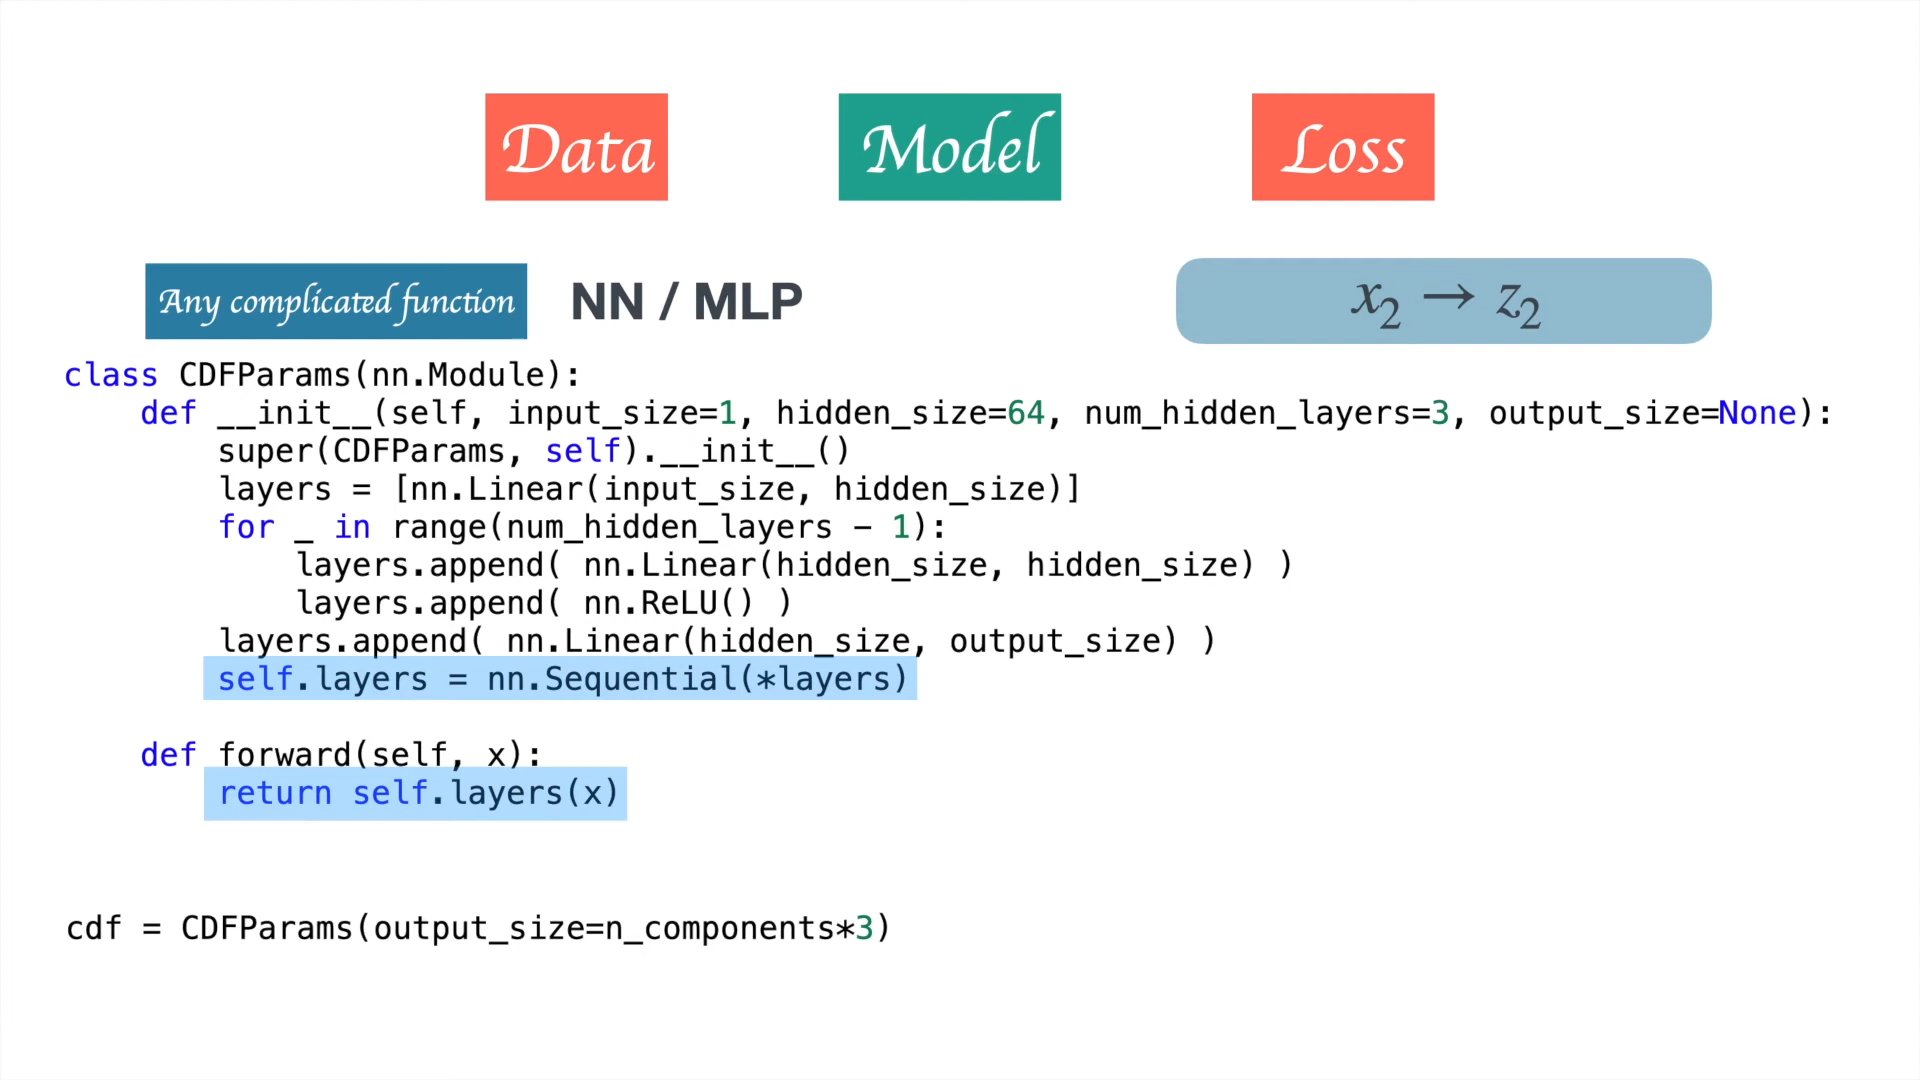 Data Model Loss
Any complicated function NN / MLP x₂ → z₂
class CDFParams(nn.Module):
    def __init__(self, input_size=1, hidden_size=64, num_hidden_layers=3, output_size=None):
        super(CDFParams, self).__init__()
        layers = [nn.Linear(input_size, hidden_size)]
        for _ in range(num_hidden_layers - 1):
            layers.append( nn.Linear(hidden_size, hidden_size) )
            layers.append( nn.ReLU() )
        layers.append( nn.Linear(hidden_size, output_size) )
        self.layers = nn.Sequential(*layers)
    def forward(self, x):
        return self.layers(x)
cdf = CDFParams(output_size=n_components*3)